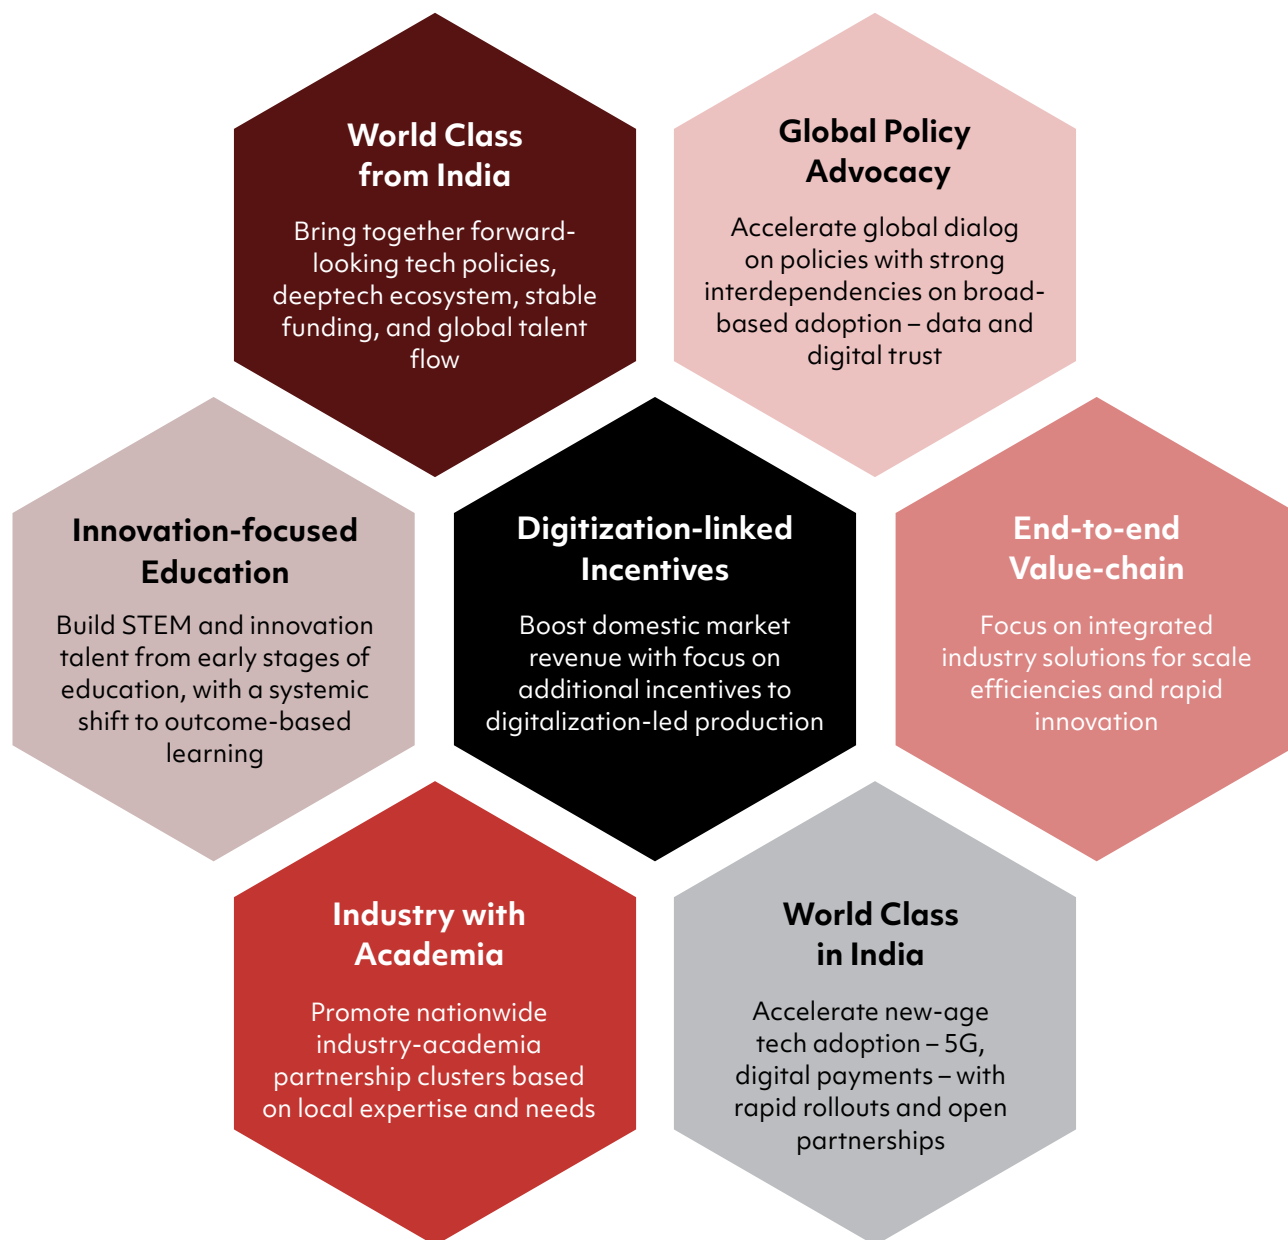 World Class
from India
Bring together forward-
looking tech policies,
deeptech ecosystem, stable
funding, and global talent
flow
Global Policy
Advocacy
Accelerate global dialog
on policies with strong
interdependencies on broad-
based adoption – data and
digital trust
Innovation-focused
Education
Build STEM and innovation
talent from early stages of
education, with a systemic
shift to outcome-based
learning
Digitization-linked
Incentives
Boost domestic market
revenue with focus on
additional incentives to
digitalization-led production
End-to-end
Value-chain
Focus on integrated
industry solutions for scale
efficiencies and rapid
innovation
Industry with
Academia
Promote nationwide
industry-academia
partnership clusters based
on local expertise and needs
World Class
in India
Accelerate new-age
tech adoption – 5G,
digital payments – with
rapid rollouts and open
partnerships